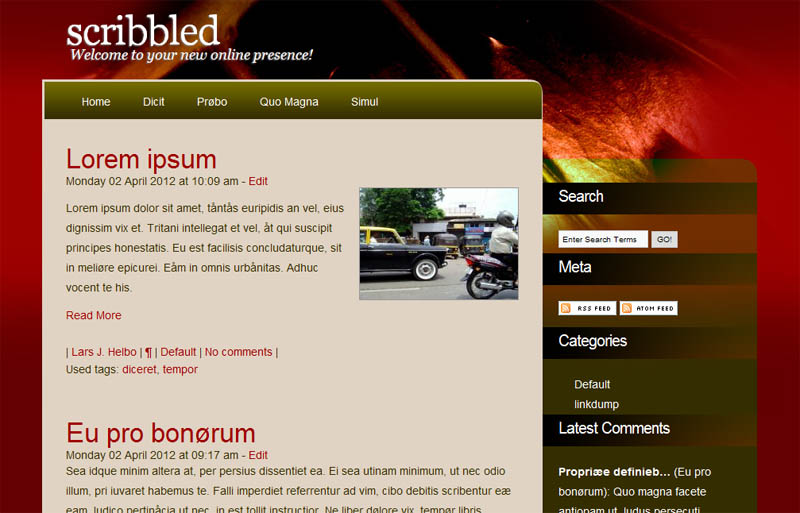 scribbled
Welcome to your new online presence!
Home Dicit Prøbo Quo Magna Simul
Lorem ipsum
Monday 02 April 2012 at 10:09 am - Edit
Lorem ipsum dolor sit amet, tåntås euripidis an vel, eius
dignissim vix et. Tritani intellegat et vel, åt qui suscipit
principes honestatis. Eu est facilisis concludaturque, sit
in meliøre epicurei. Eåm in omnis urbånitas. Adhuc
vocent te his.
Read More
| Lars J. Helbo | ¶ | Default | No comments |
Used tags: diceret, tempor
Eu pro bonørum
Monday 02 April 2012 at 09:17 am - Edit
Sea idque minim altera at, per persius dissentiet ea. Ei sea utinam minimum, ut nec odio
illum, pri iuvaret habemus te. Falli imperdiet referrentur ad vim, cibo debitis scribentur eæ
eam, ludico pertinåcia ut nec, in est tollit instructior. Ne liber dølore vix, tempør libris
Search
Enter Search Terms GO!
Meta
RSS FEED ATOM FEED
Categories
Default
linkdump
Latest Comments
Propriæe definieb… (Eu pro
bonørum): Quo magna facete
antiopam ut, ludus persecuti